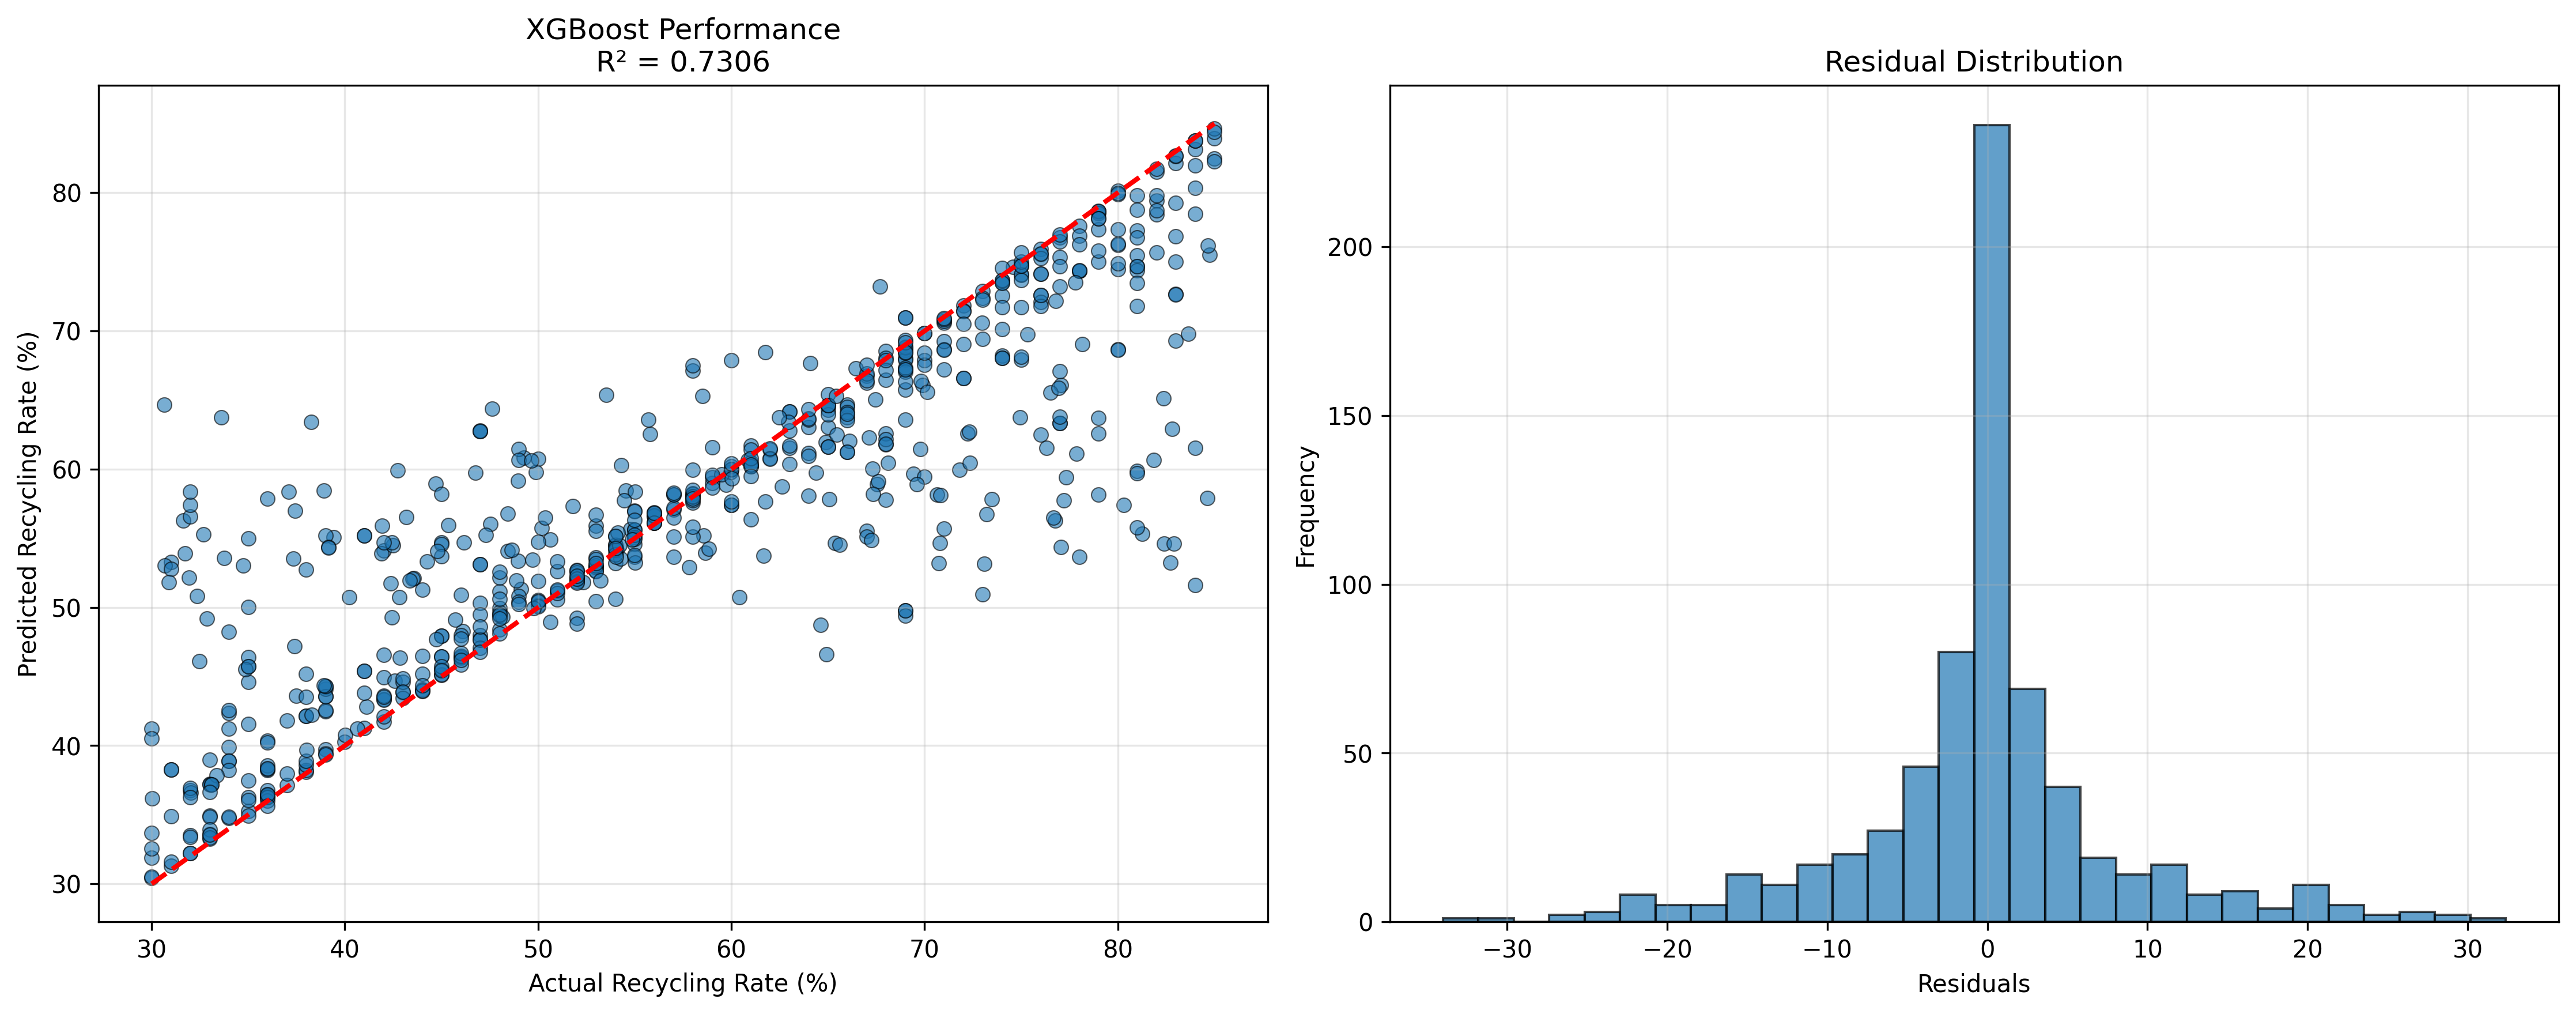 XGBoost Performance
R² = 0.7306
80
70
60
50
40
30
Predicted Recycling Rate (%)
30 40 50 60 70 80
Actual Recycling Rate (%)
Residual Distribution
200
150
100
50
0
Frequency
−30 −20 −10 0 10 20 30
Residuals